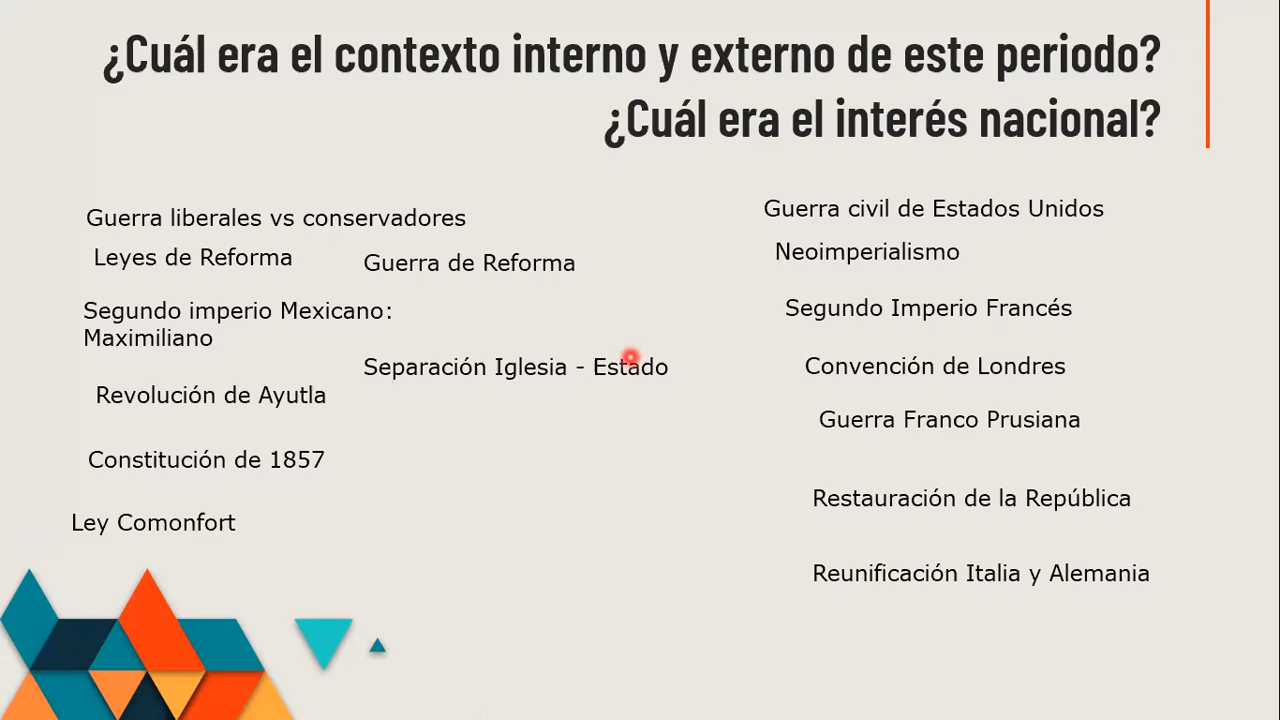 ¿Cuál era el contexto interno y externo de este periodo?
¿Cuál era el interés nacional?
Guerra liberales vs conservadores
Leyes de Reforma
Guerra de Reforma
Segundo imperio Mexicano:
Maximiliano
Separación Iglesia - Estado
Revolución de Ayutla
Constitución de 1857
Ley Comonfort
Guerra civil de Estados Unidos
Neoimperialismo
Segundo Imperio Francés
Convención de Londres
Guerra Franco Prusiana
Restauración de la República
Reunificación Italia y Alemania